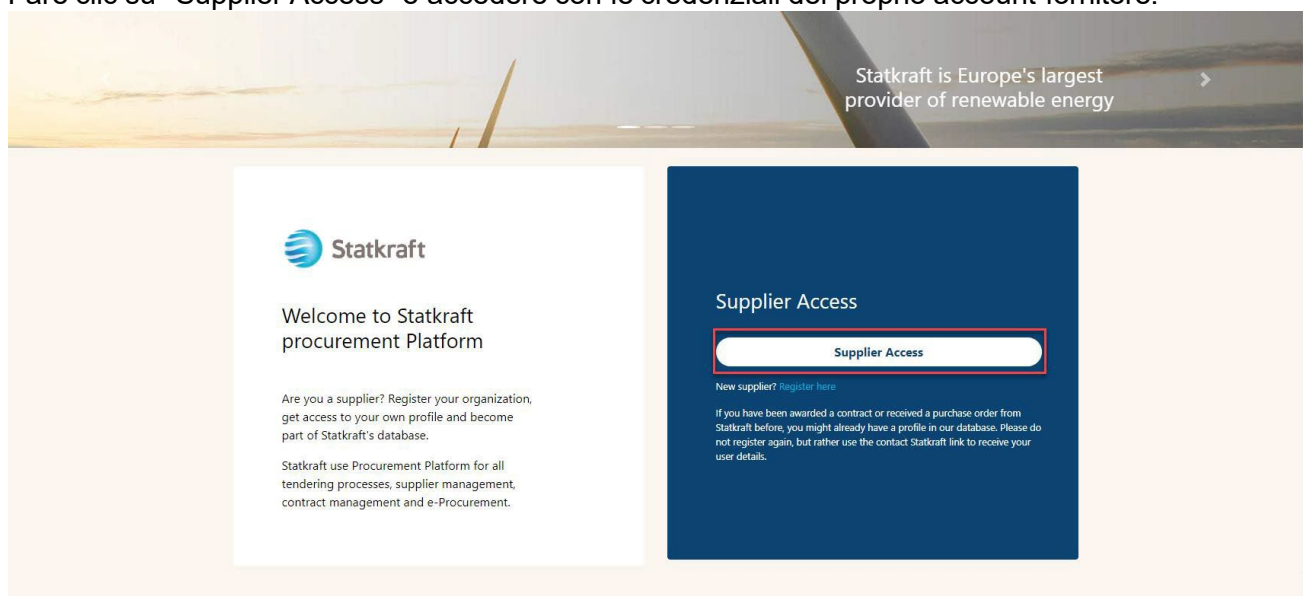 Fare clic su "Supplier Access" e accedere con le credenziali del proprio account fornitore.
Statkraft is Europe's largest
provider of renewable energy
Statkraft
Welcome to Statkraft
procurement Platform
Are you a supplier? Register your organization,
get access to your own profile and become
part of Statkraft's database.
Statkraft use Procurement Platform for all
tendering processes, supplier management,
contract management and e-Procurement.
Supplier Access
Supplier Access
New supplier? Register here
If you have been awarded a contract or received a purchase order from
Statkraft before, you might already have a profile in our database. Please do
not register again, but rather use the contact Statkraft link to receive your
user details.